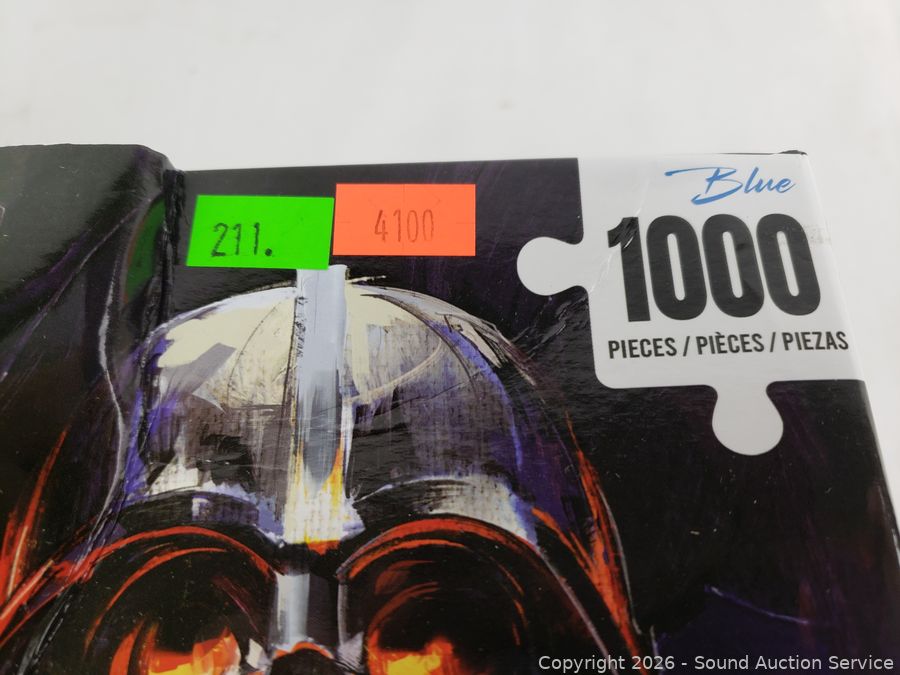 Blue
211.
4100
1000
PIECES / PIÈCES / PIEZAS
Copyright © 2026 - Sound Auction Service